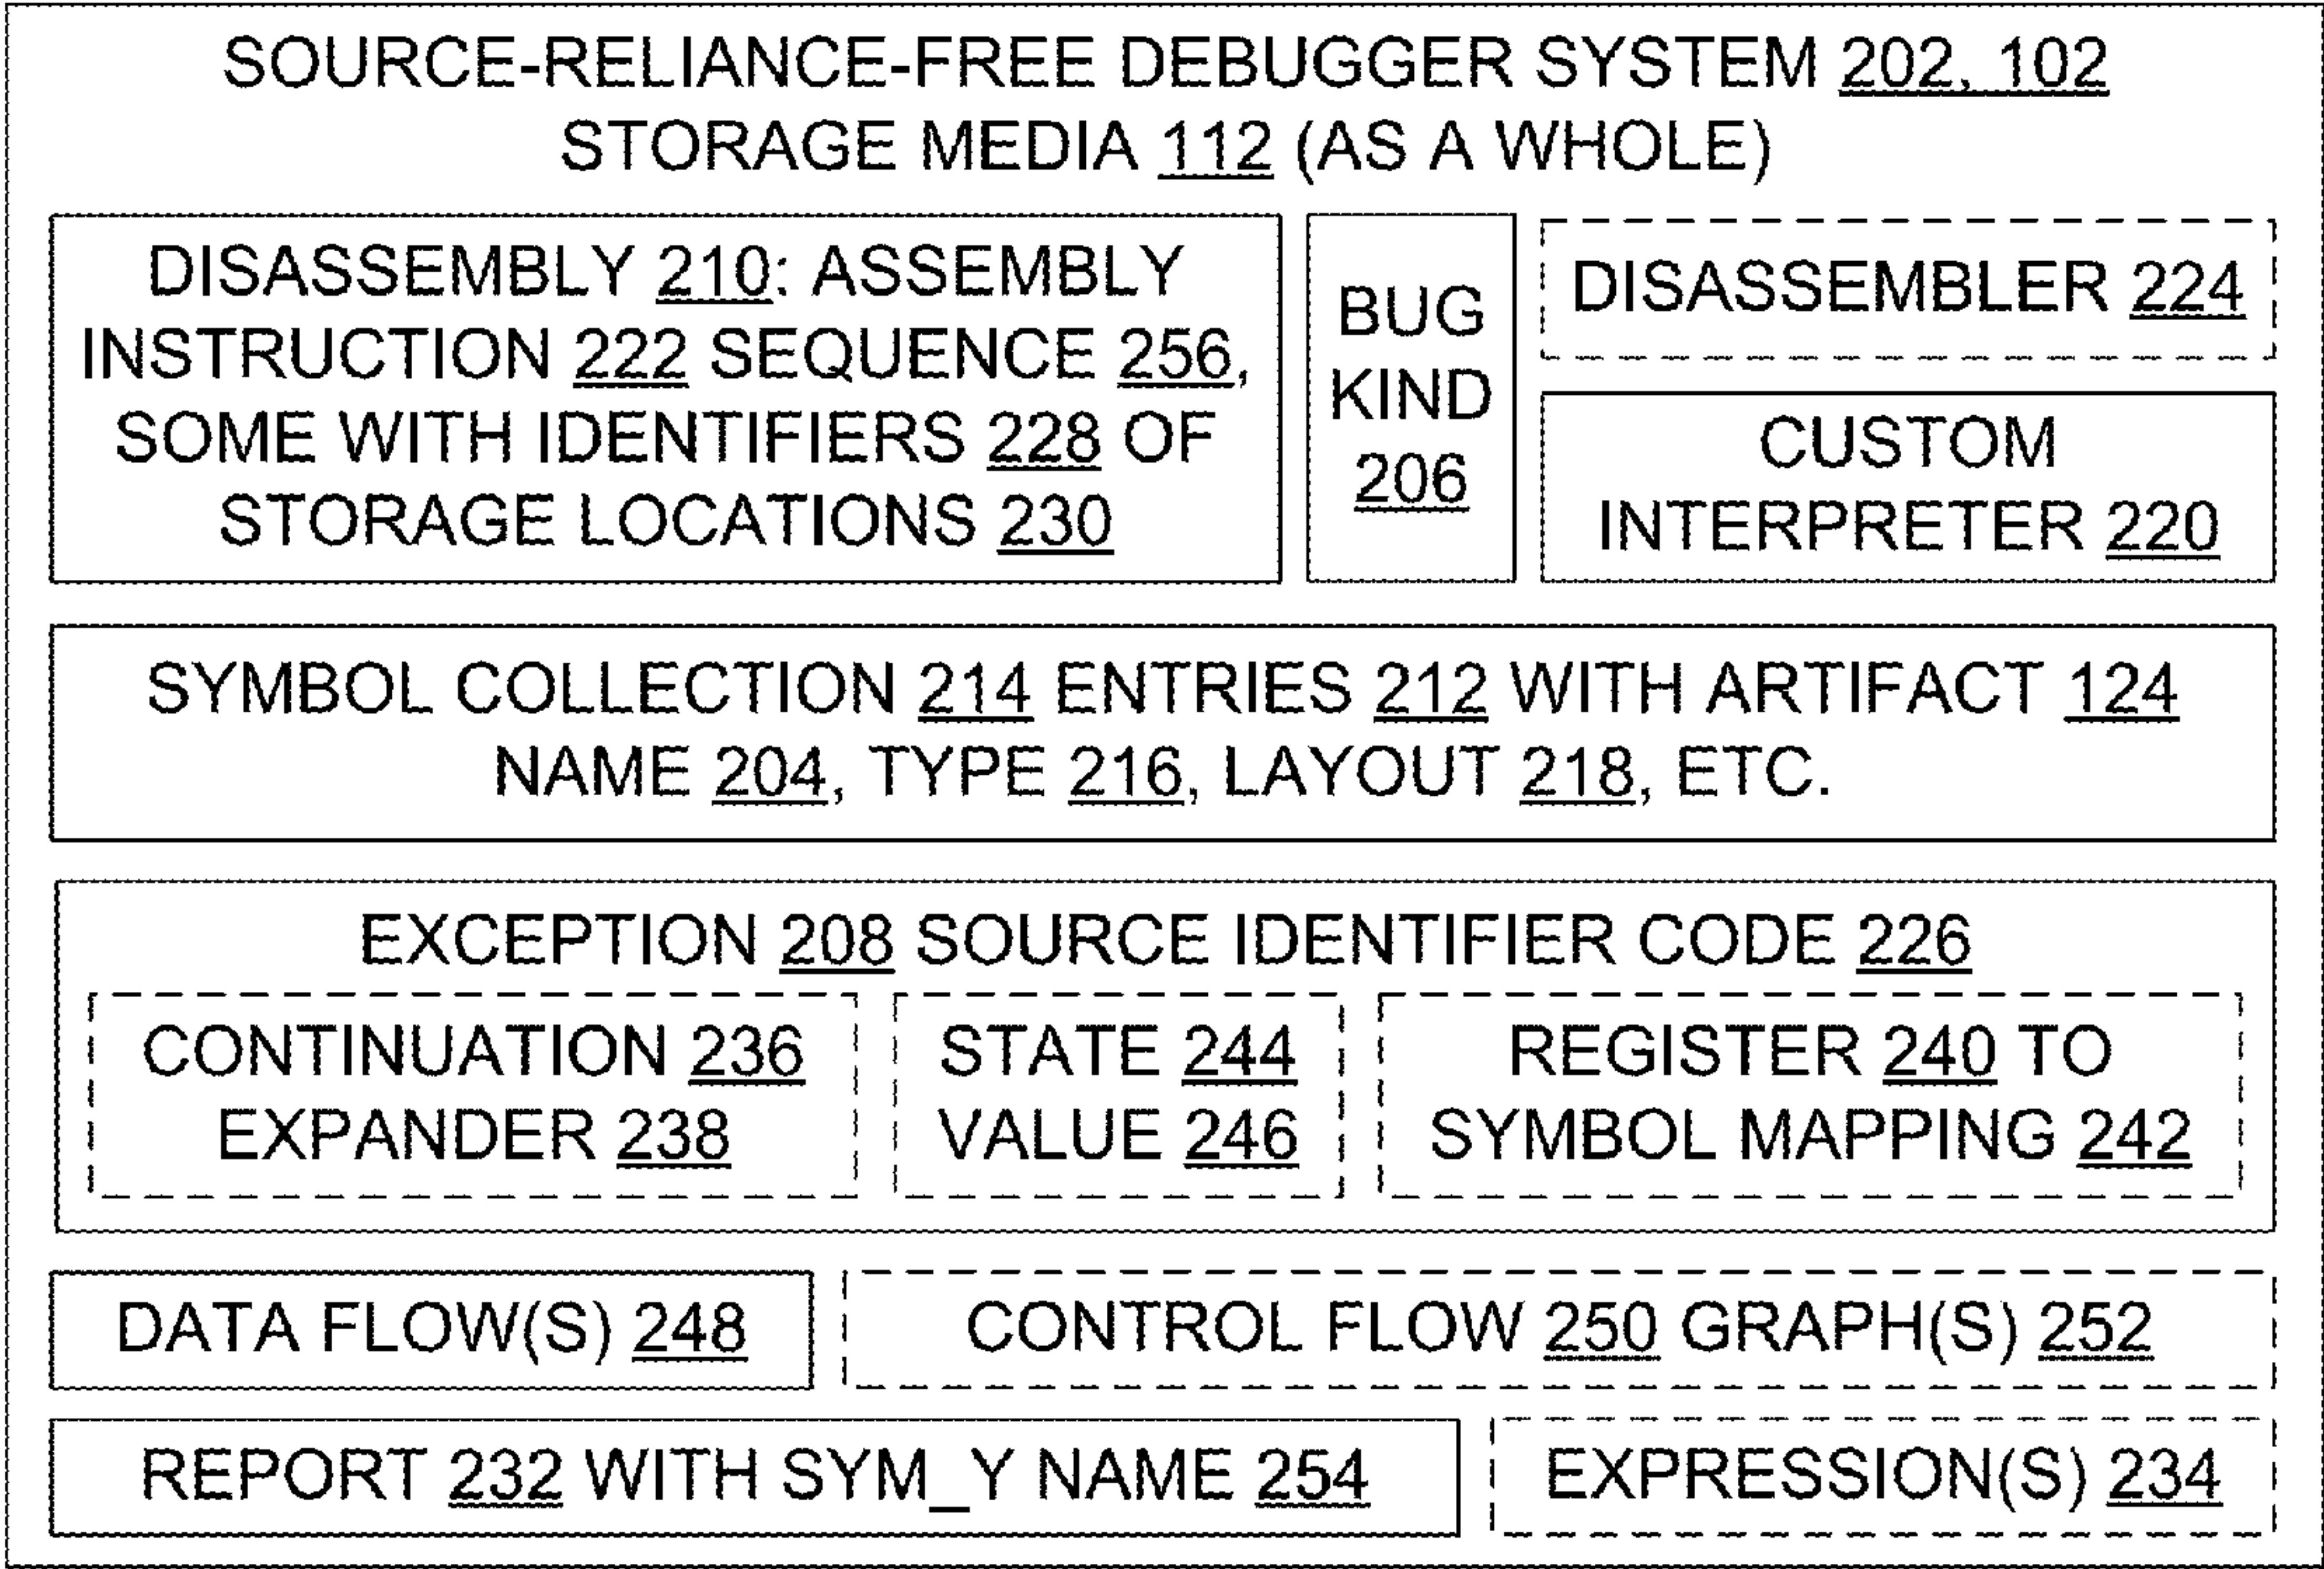 SOURCE-RELIANCE-FREE DEBUGGER SYSTEM 202, 102
STORAGE MEDIA 112 (AS A WHOLE)
DISASSEMBLY 210: ASSEMBLY
INSTRUCTION 222 SEQUENCE 256,
SOME WITH IDENTIFIERS 228 OF
STORAGE LOCATIONS 230
BUG
KIND
206
DISASSEMBLER 224
CUSTOM
INTERPRETER 220
SYMBOL COLLECTION 214 ENTRIES 212 WITH ARTIFACT 124
NAME 204, TYPE 216, LAYOUT 218, ETC.
EXCEPTION 208 SOURCE IDENTIFIER CODE 226
CONTINUATION 236
EXPANDER 238
STATE 244
VALUE 246
REGISTER 240 TO
SYMBOL MAPPING 242
DATA FLOW(S) 248
CONTROL FLOW 250 GRAPH(S) 252
REPORT 232 WITH SYM_Y NAME 254
EXPRESSION(S) 234